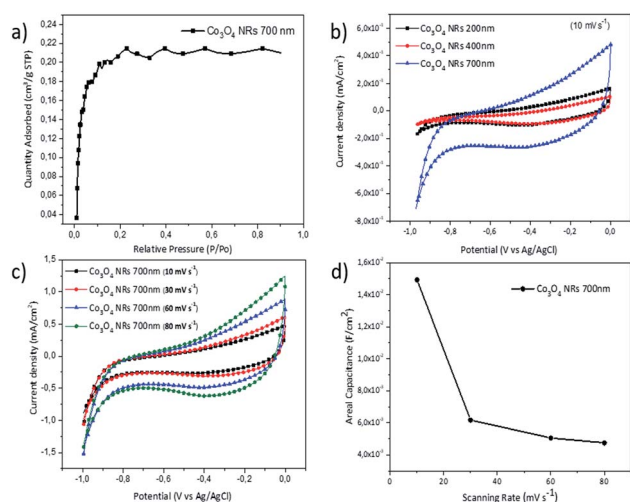 a)
Co₃O₄ NRs 700 nm
0,24
0,22
0,20
0,18
0,16
0,14
0,12
0,10
0,08
0,06
0,04
Quantity Adsorbed (cm³/g STP)
0,0 0,2 0,4 0,6 0,8 1,0
Relative Pressure (P/Po)
b)
Co₃O₄ NRs 200nm
Co₃O₄ NRs 400nm
Co₃O₄ NRs 700nm
(10 mV s⁻¹)
Current density (mA/cm²)
-1,0 -0,8 -0,6 -0,4 -0,2 0,0
Potential (V vs Ag/AgCl)
c)
Co₃O₄ NRs 700nm (10 mV s⁻¹)
Co₃O₄ NRs 700nm (30 mV s⁻¹)
Co₃O₄ NRs 700nm (60 mV s⁻¹)
Co₃O₄ NRs 700nm (80 mV s⁻¹)
1,5
1,0
0,5
0,0
-0,5
-1,0
-1,5
Current density (mA/cm²)
-1,0 -0,8 -0,6 -0,4 -0,2 0,0
Potential (V vs Ag/AgCl)
d)
Co₃O₄ NRs 700nm
Areal Capacitance (F/cm²)
0 20 40 60 80
Scanning Rate (mV s⁻¹)